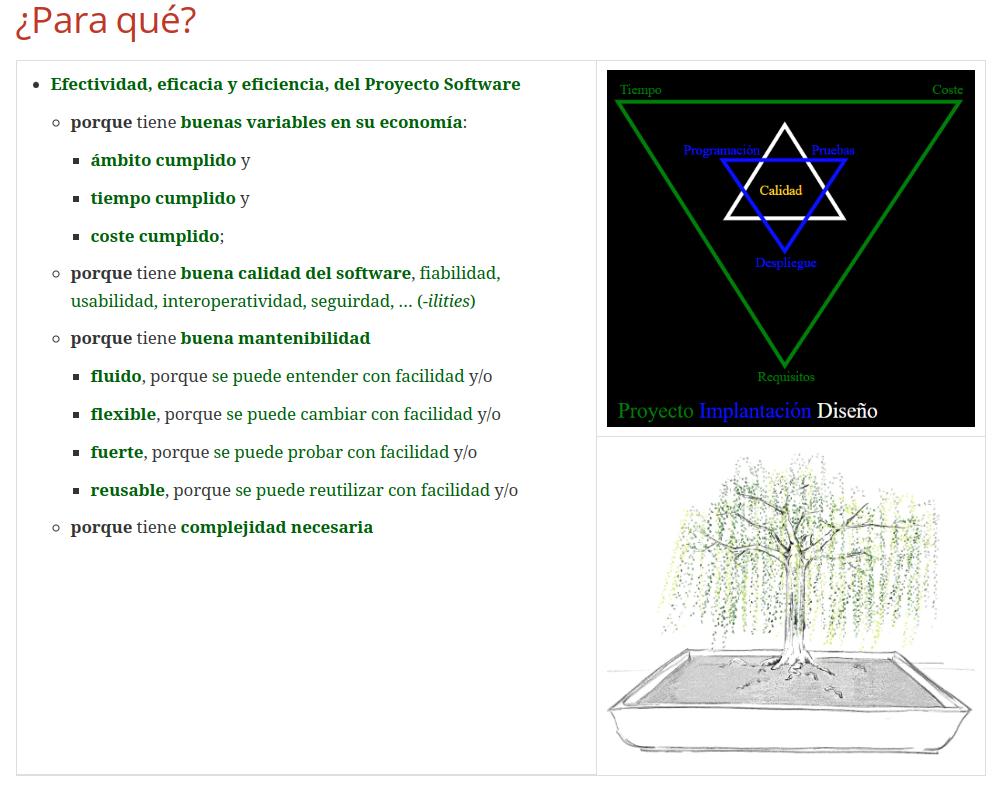 ¿Para qué?
Efectividad, eficacia y eficiencia, del Proyecto Software
porque tiene buenas variables en su economía:
ámbito cumplido y
tiempo cumplido y
coste cumplido;
porque tiene buena calidad del software, fiabilidad,
usabilidad, interoperatividad, seguirdad, ... (-ilities)
porque tiene buena mantenibilidad
fluido, porque se puede entender con facilidad y/o
flexible, porque se puede cambiar con facilidad y/o
fuerte, porque se puede probar con facilidad y/o
reusable, porque se puede reutilizar con facilidad y/o
porque tiene complejidad necesaria
Tiempo Coste
Programación Pruebas
Calidad
Despliegue
Requisitos
Proyecto Implantación Diseño